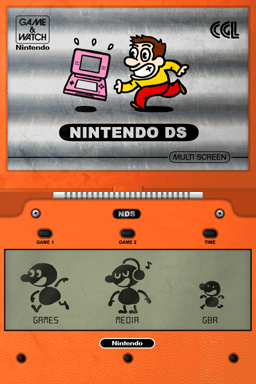 GAME
&
WATCH
Nintendo
CGL
NINTENDO DS
MULTI SCREEN
NDS
GAME 1
GAME 2
TIME
GAMES
MEDIA
GBA
Nintendo